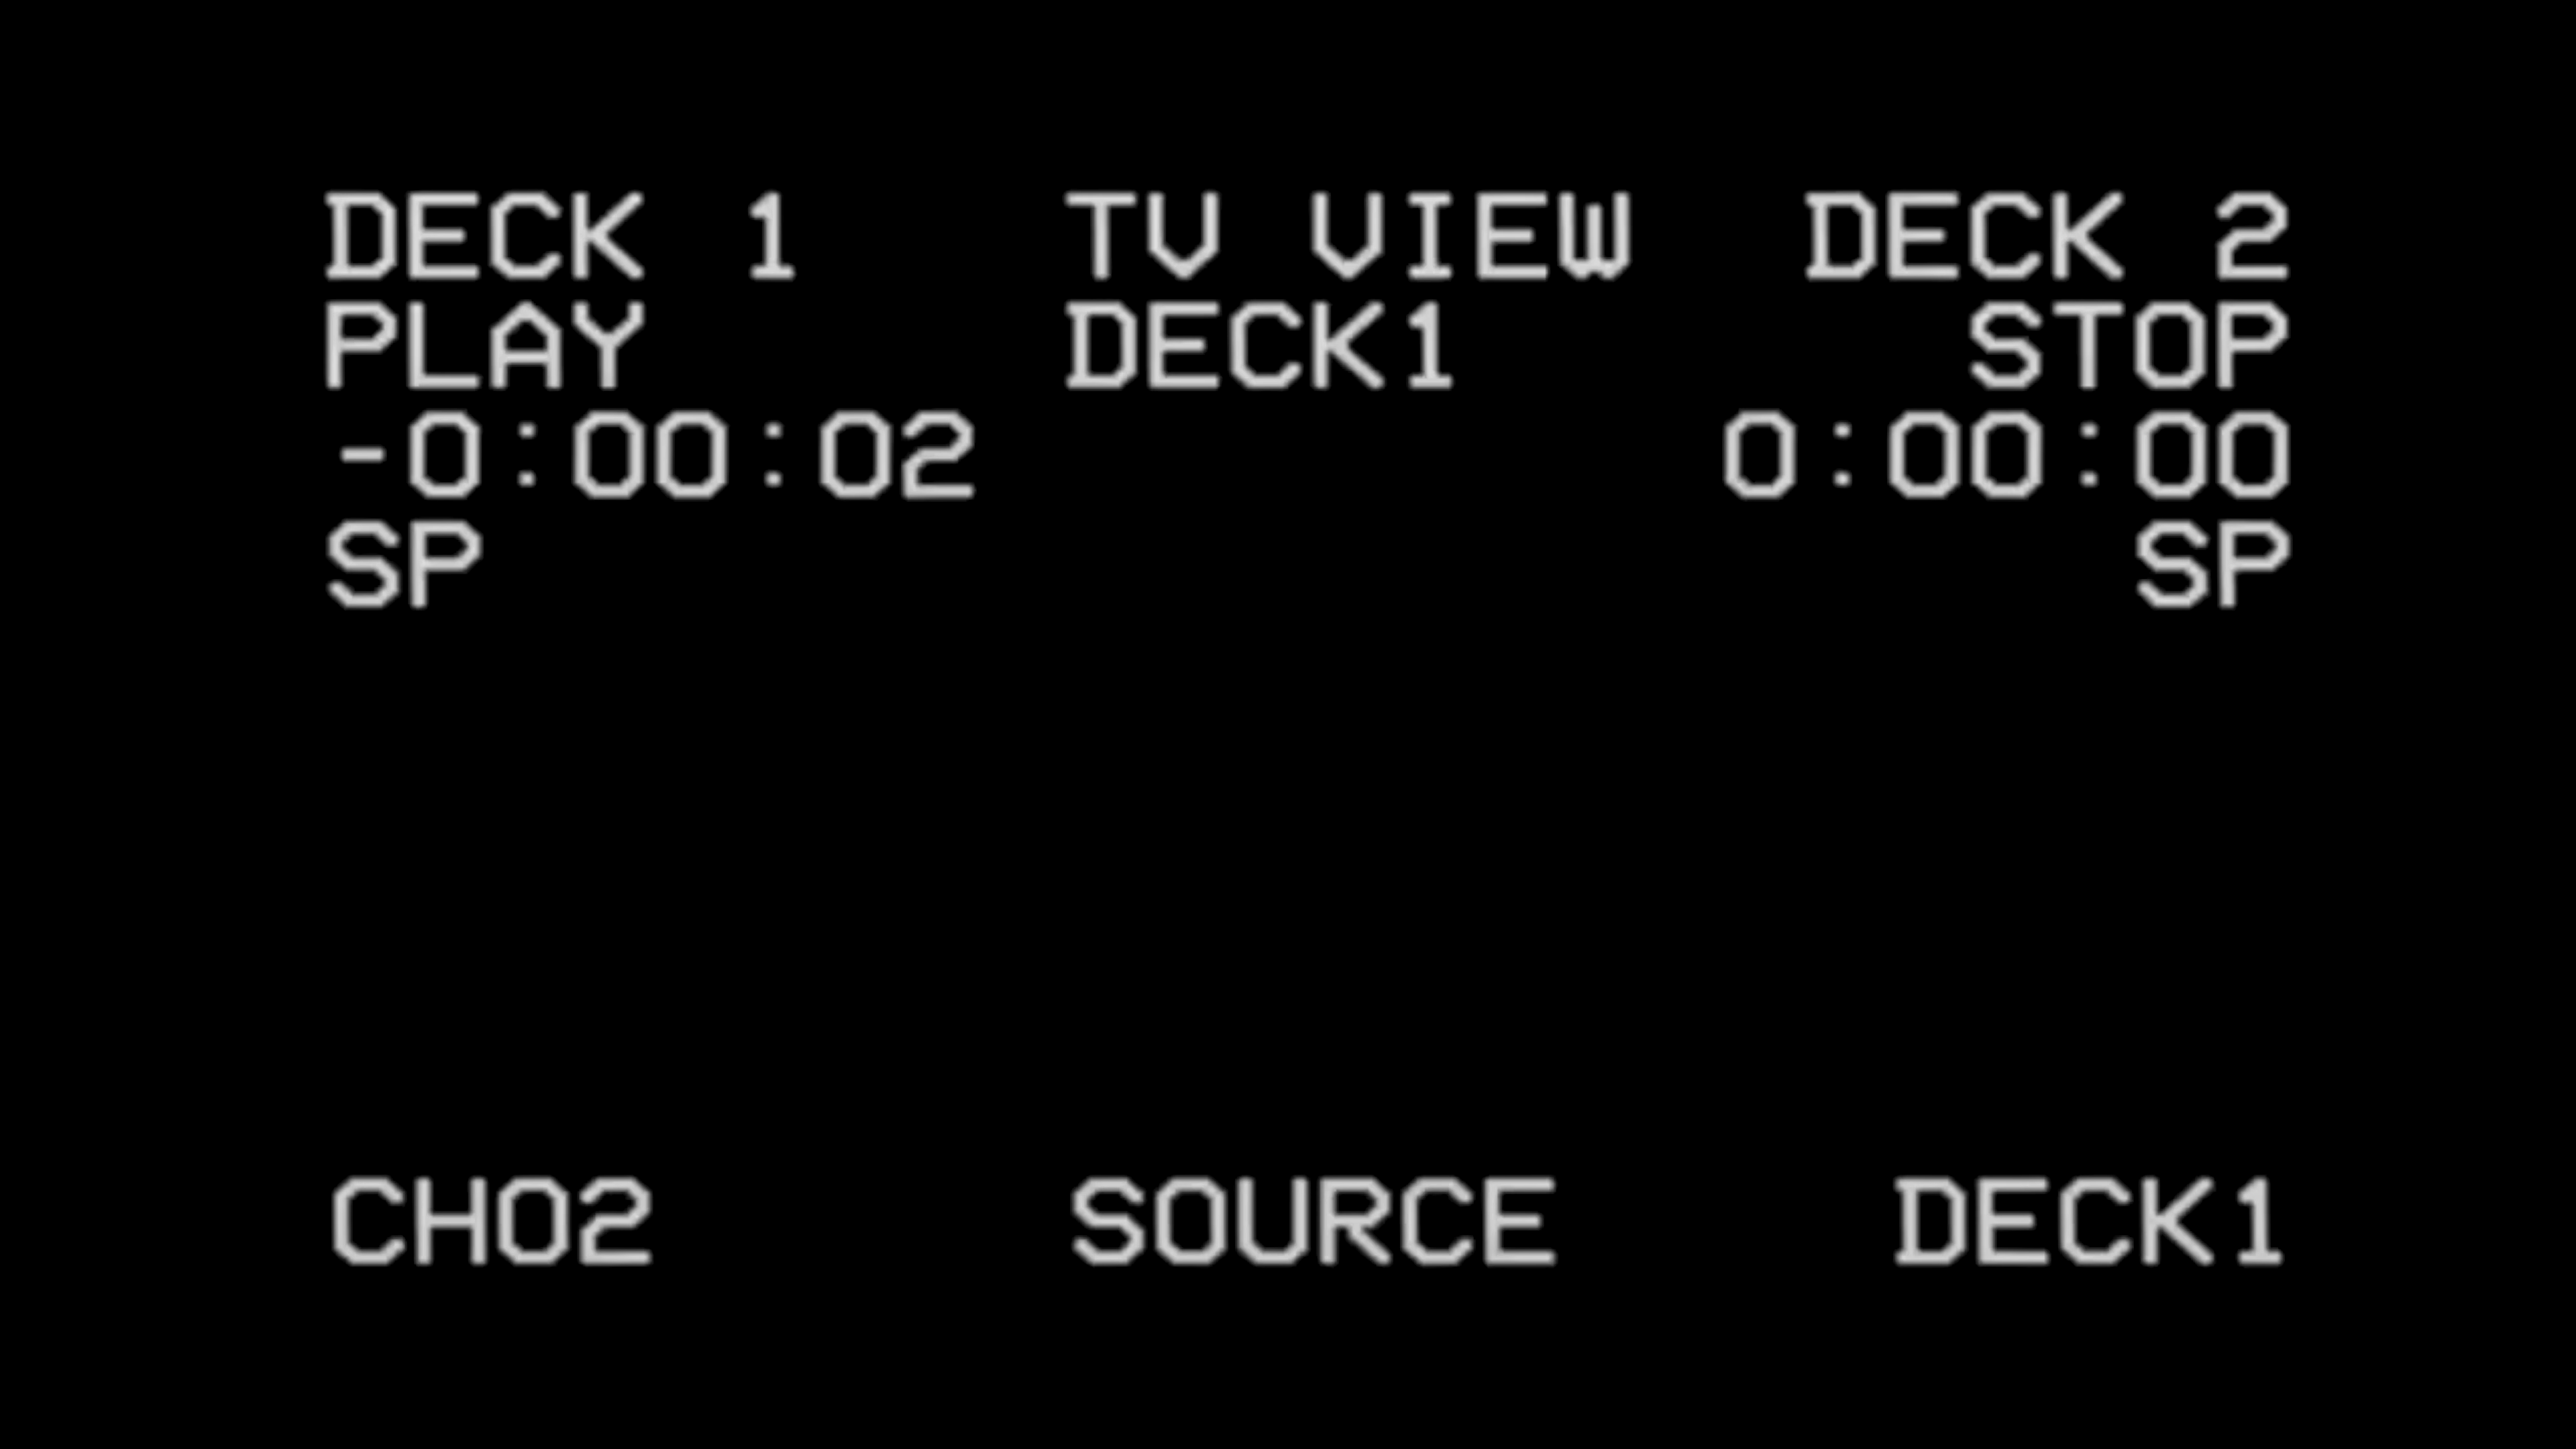 DECK 1 TV VIEW DECK 2
PLAY DECK1 STOP
-0:00:02 0:00:00
SP SP
CH02 SOURCE DECK1